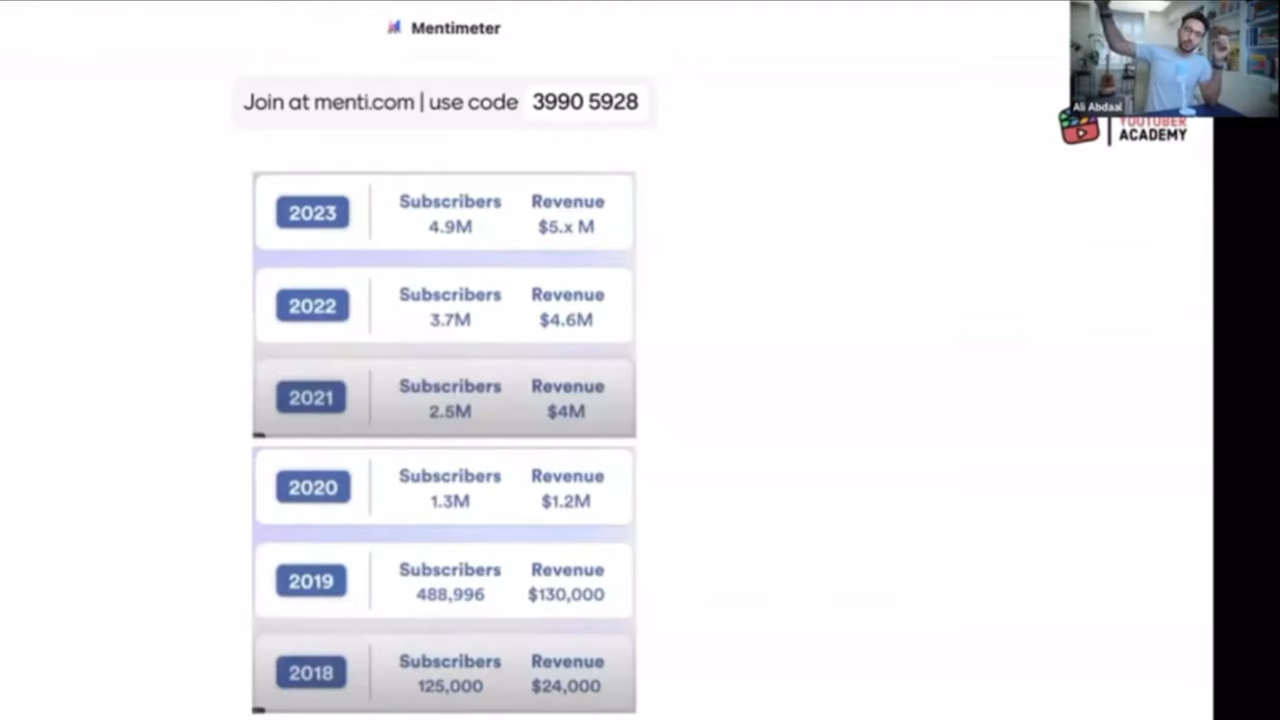 Mentimeter
Join at menti.com | use code 3990 5928
Ali Abdaal
YOUTUBER
ACADEMY
2023
Subscribers Revenue
4.9M $5.x M
2022
Subscribers Revenue
3.7M $4.6M
2021
Subscribers Revenue
2.5M $4M
2020
Subscribers Revenue
1.3M $1.2M
2019
Subscribers Revenue
488,996 $130,000
2018
Subscribers Revenue
125,000 $24,000